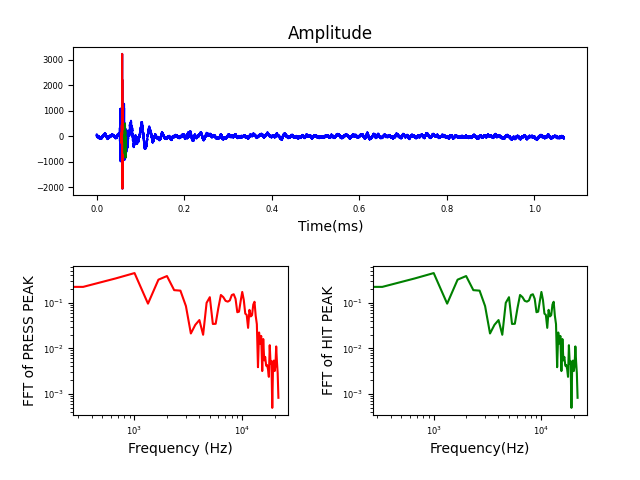 Amplitude
3000
2000
1000
0
−1000
−2000
0.0 0.2 0.4 0.6 0.8 1.0
Time(ms)
FFT of PRESS PEAK
10⁻¹
10⁻²
10⁻³
10³ 10⁴
Frequency (Hz)
FFT of HIT PEAK
10⁻¹
10⁻²
10⁻³
10³ 10⁴
Frequency(Hz)